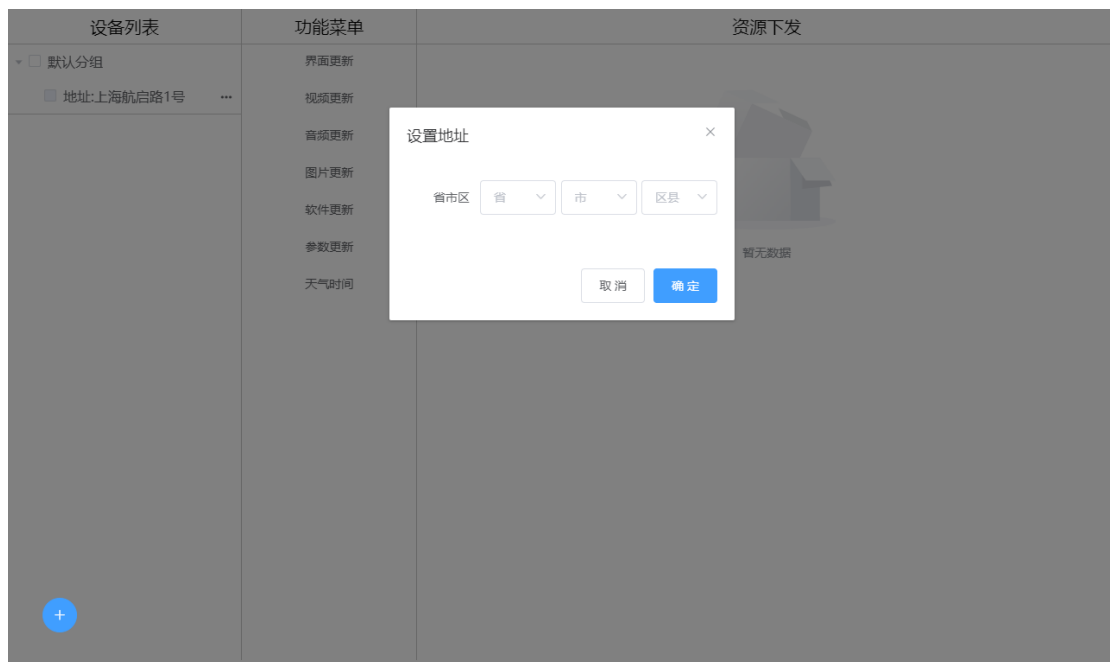 设备列表
功能菜单
资源下发
默认分组
地址:上海航启路1号
...
界面更新
视频更新
音频更新
图片更新
软件更新
参数更新
天气时间
设置地址
省市区 省 市 区县
取消 确定
暂无数据